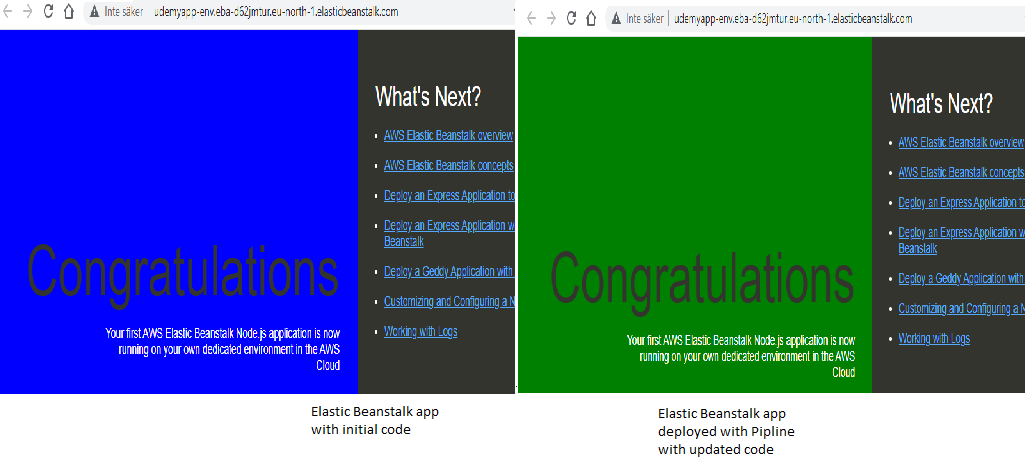 Inte säker
udemyapp-env.eba-d62jmtur.eu-north-1.elasticbeanstalk.com
What's Next?
AWS Elastic Beanstalk overview
AWS Elastic Beanstalk concepts
Deploy an Express Application to
Deploy an Express Application w
Beanstalk
Deploy a Geddy Application with
Customizing and Configuring a N
Working with Logs
Congratulations
Your first AWS Elastic Beanstalk Node.js application is now
running on your own dedicated environment in the AWS
Cloud
Elastic Beanstalk app
with initial code
Inte säker
udemyapp-env.eba-d62jmtur.eu-north-1.elasticbeanstalk.com
What's Next?
AWS Elastic Beanstalk overview
AWS Elastic Beanstalk concepts
Deploy an Express Application to
Deploy an Express Application w
Beanstalk
Deploy a Geddy Application with
Customizing and Configuring a N
Working with Logs
Congratulations
Your first AWS Elastic Beanstalk Node.js application is now
running on your own dedicated environment in the AWS
Cloud
Elastic Beanstalk app
deployed with Pipline
with updated code